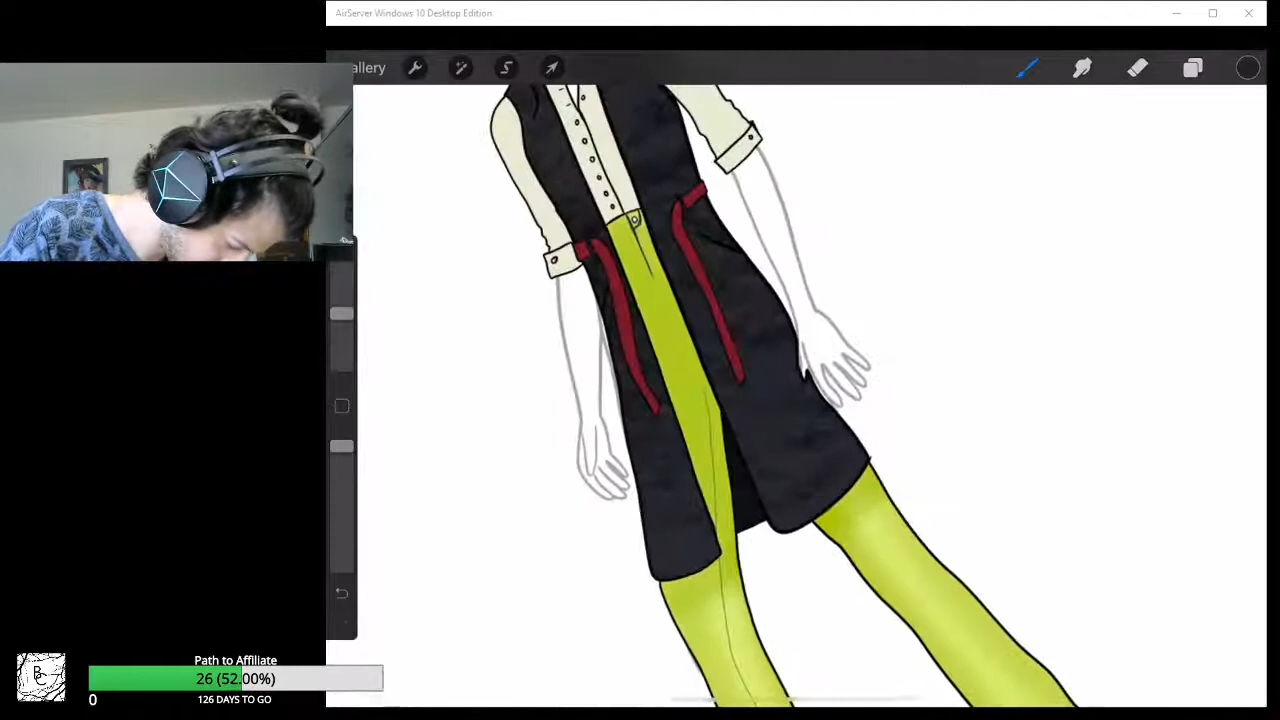 AirServer Windows 10 Desktop Edition
allery
Path to Affiliate
26 (52.00%)
0
126 DAYS TO GO